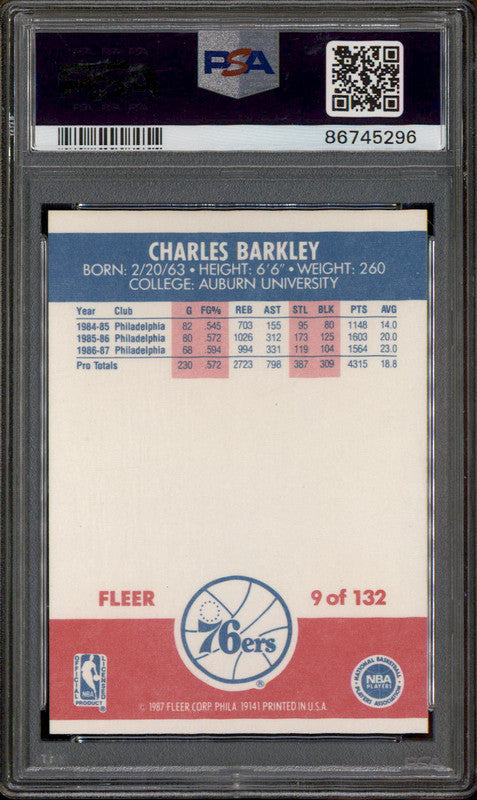 PSA
86745296
CHARLES BARKLEY
BORN: 2/20/63 • HEIGHT: 6'6" • WEIGHT: 260
COLLEGE: AUBURN UNIVERSITY
Year Club G FG% REB AST STL BLK PTS AVG
1984-85 Philadelphia 82 .545 703 155 95 80 1148 14.0
1985-86 Philadelphia 80 .572 1026 312 173 125 1603 20.0
1986-87 Philadelphia 68 .594 994 331 119 104 1564 23.0
Pro Totals 230 .572 2723 798 387 309 4315 18.8
FLEER 9 of 132
76ers
®
OFFICIAL LICENSED
NBA
PRODUCT
NATIONAL BASKETBALL
NBA
PLAYERS
PLAYERS ASSOCIATION
© 1987 FLEER CORP. PHILA. 19141 PRINTED IN U.S.A.
PSA